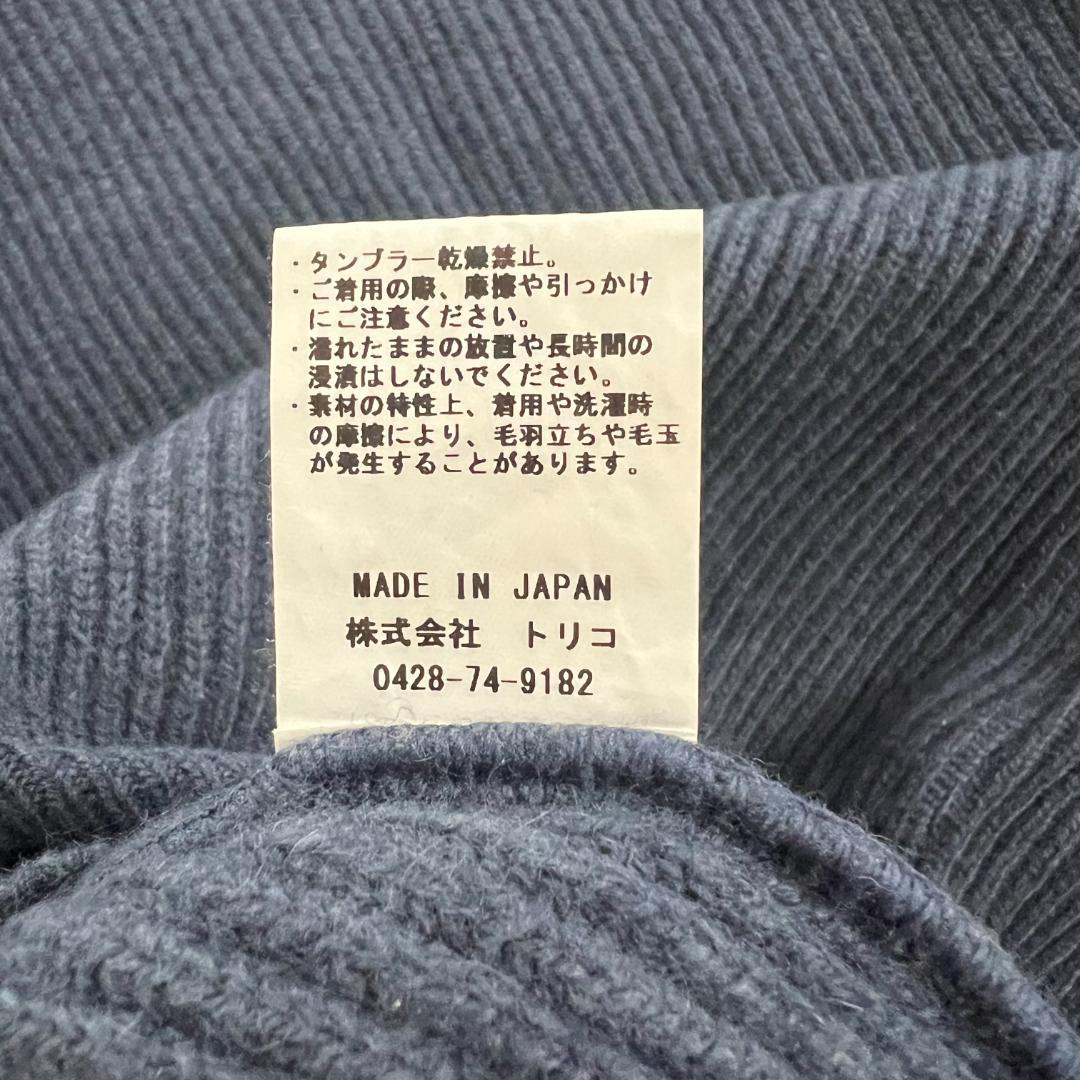 ・タンブラー乾燥禁止。
・ご着用の際、摩擦や引っかけ
にご注意ください。
・濡れたままの放置や長時間の
浸漬はしないでください。
・素材の特性上、着用や洗濯時
の摩擦により、毛羽立ちや毛玉
が発生することがあります。
MADE IN JAPAN
株式会社 トリコ
0428-74-9182